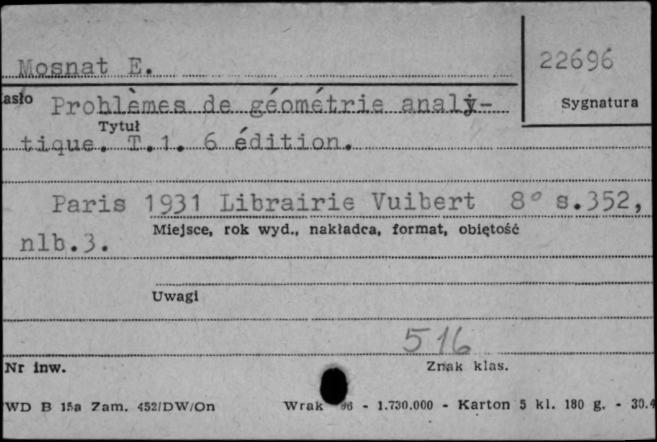 Mosnat E.
22696
asło
Problèmes de géométrie analy-
Sygnatura
Tytuł
tique. T.1. 6 édition.
Paris 1931 Librairie Vuibert 8° s.352,
Miejsce, rok wyd., nakładca, format, objętość
nlb.3.
Uwagi
516
Nr inw.
Znak klas.
WD B 15a Zam. 452/DW/On
Wrak 96 - 1.730.000 - Karton 5 kl. 180 g. - 30.4